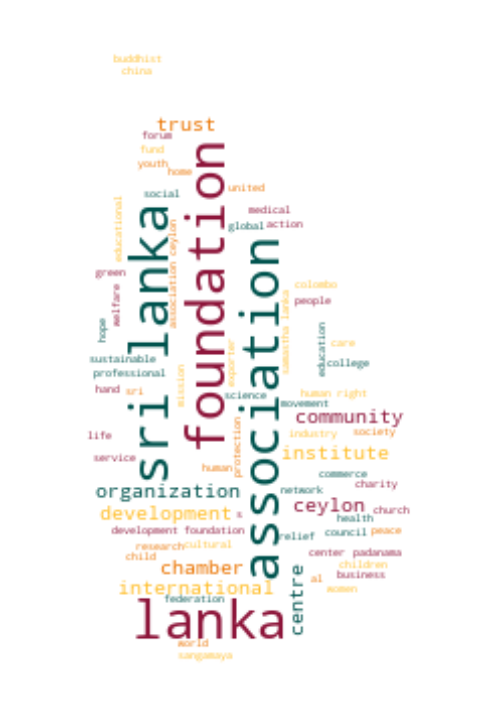 buddhist
china
trust
forum
fund
youth
home
united
social
medical
global
action
educational
association ceylon
sri lanka
foundation
association
green
welfare
hope
colombo
people
samastha lanka
education
care
college
sustainable
professional
mission
exporter
science
hand
sri
human right
movement
community
life
industry
society
service
institute
protection
human
commerce
charity
organization
network
ceylon
church
development
s
health
development foundation
relief
council
peace
research
cultural
child
center
padanama
chamber
children
al
business
international
women
centre
federation
lanka
world
sangamaya